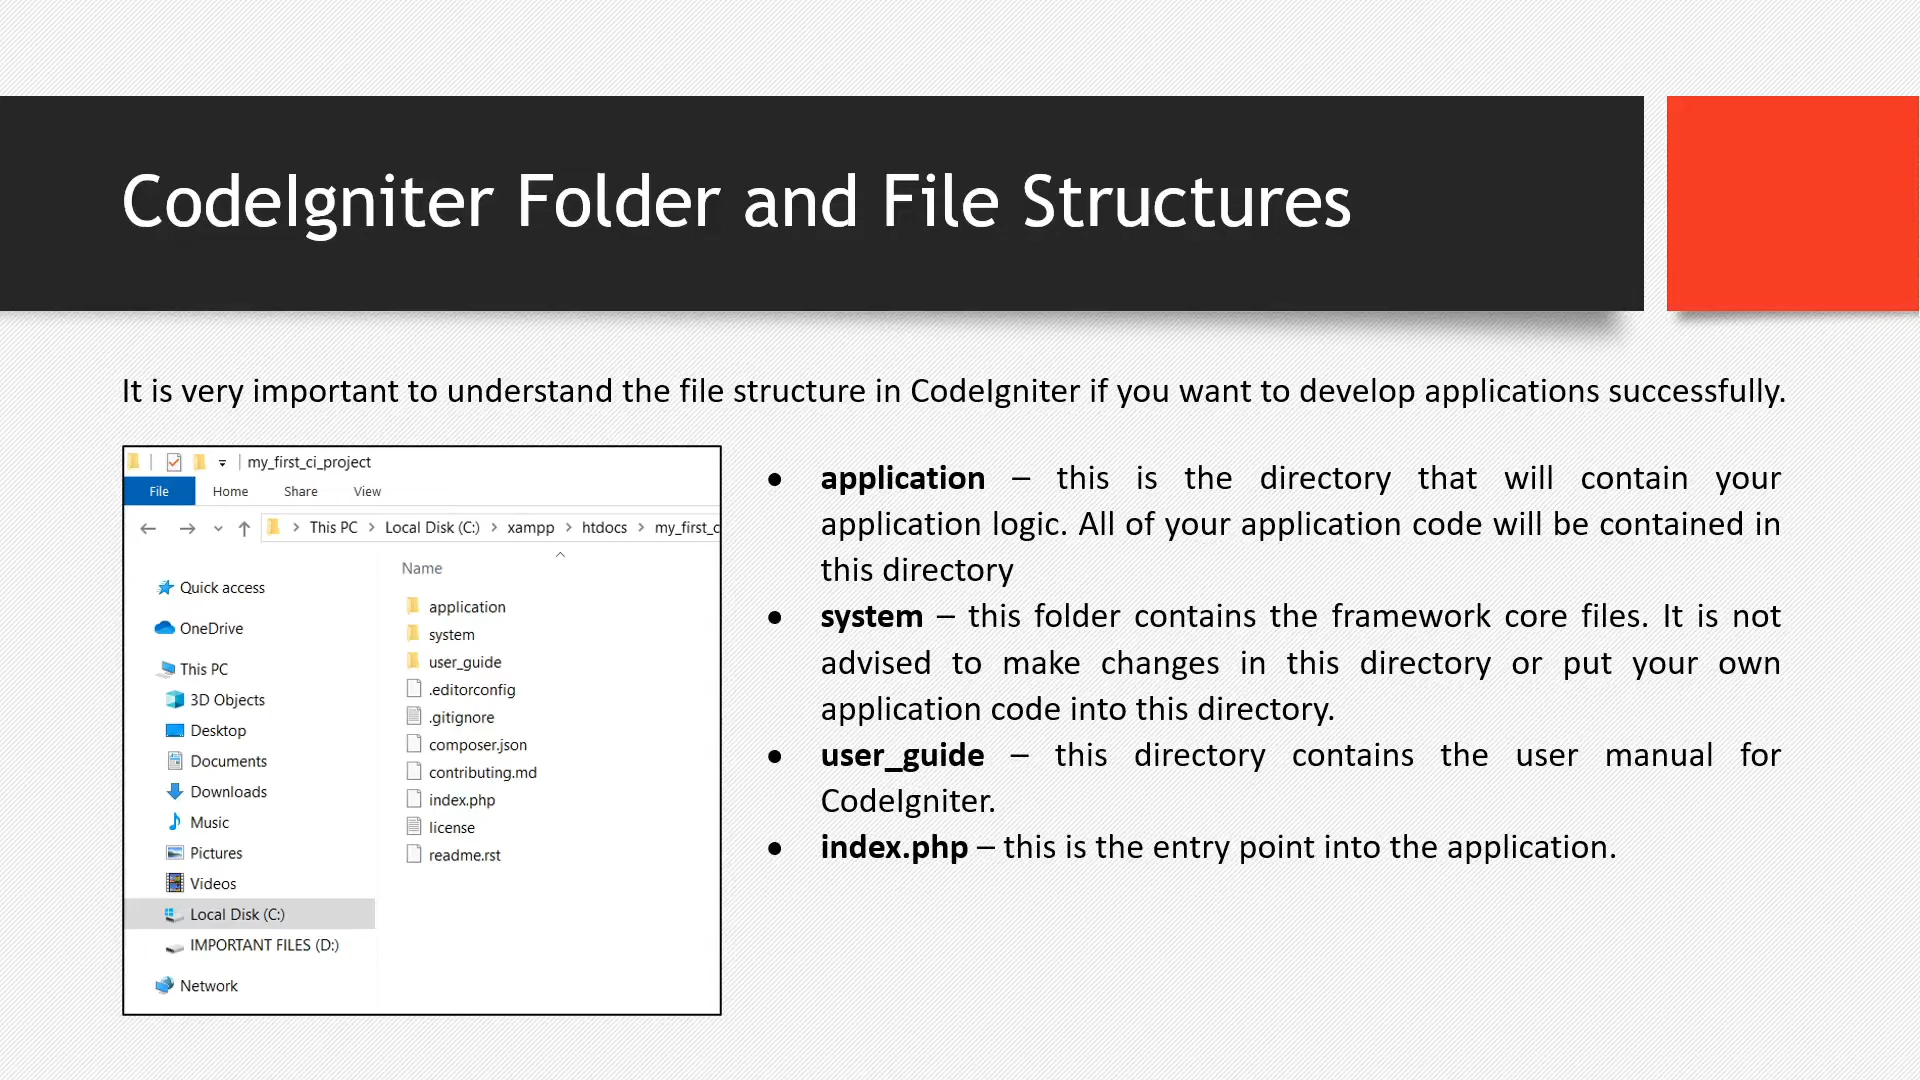 CodeIgniter Folder and File Structures
It is very important to understand the file structure in CodeIgniter if you want to develop applications successfully.
my_first_ci_project
File Home Share View
This PC > Local Disk (C:) > xampp > htdocs > my_first_c
Name
Quick access
OneDrive
This PC
3D Objects
Desktop
Documents
Downloads
Music
Pictures
Videos
Local Disk (C:)
IMPORTANT FILES (D:)
Network
application
system
user_guide
.editorconfig
.gitignore
composer.json
contributing.md
index.php
license
readme.rst
● application – this is the directory that will contain your
application logic. All of your application code will be contained in
this directory
● system – this folder contains the framework core files. It is not
advised to make changes in this directory or put your own
application code into this directory.
● user_guide – this directory contains the user manual for
CodeIgniter.
● index.php – this is the entry point into the application.